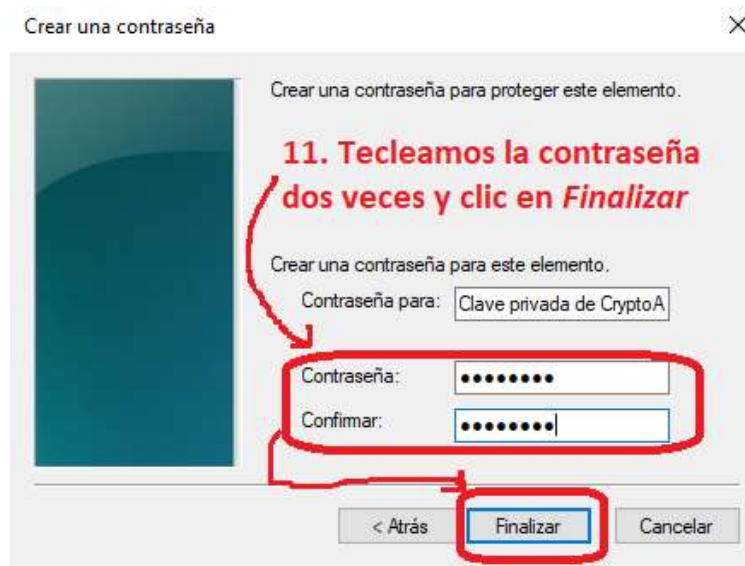 Crear una contraseña
Crear una contraseña para proteger este elemento.
11. Tecleamos la contraseña
dos veces y clic en Finalizar
Crear una contraseña para este elemento.
Contraseña para: Clave privada de CryptoA
Contraseña: ●●●●●●●●
Confirmar: ●●●●●●●●
< Atrás Finalizar Cancelar